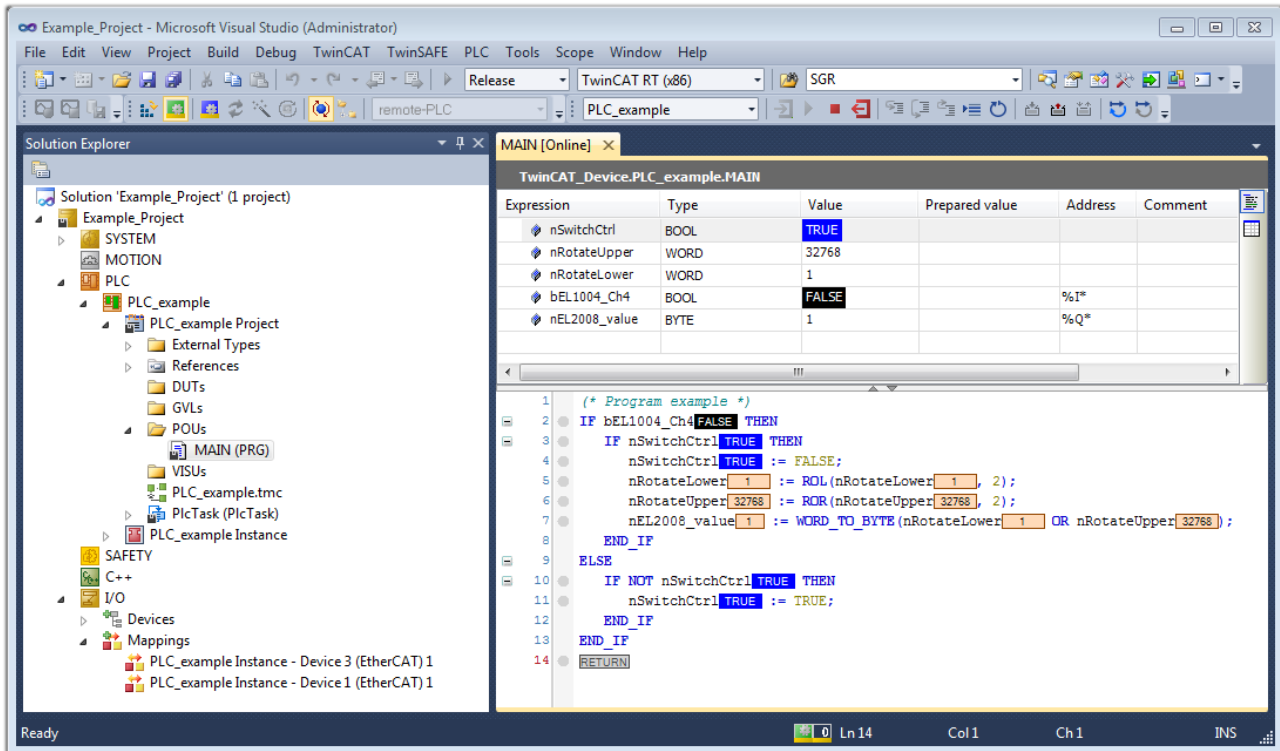 Example_Project - Microsoft Visual Studio (Administrator)
File Edit View Project Build Debug TwinCAT TwinSAFE PLC Tools Scope Window Help
Release TwinCAT RT (x86) SGR
remote-PLC PLC_example
Solution Explorer
Solution 'Example_Project' (1 project)
Example_Project
SYSTEM
MOTION
PLC
PLC_example
PLC_example Project
External Types
References
DUTs
GVLs
POUs
MAIN (PRG)
VISUs
PLC_example.tmc
PlcTask (PlcTask)
PLC_example Instance
SAFETY
C++
I/O
Devices
Mappings
PLC_example Instance - Device 3 (EtherCAT) 1
PLC_example Instance - Device 1 (EtherCAT) 1
MAIN [Online]
TwinCAT_Device.PLC_example.MAIN
Expression Type Value Prepared value Address Comment
nSwitchCtrl BOOL TRUE
nRotateUpper WORD 32768
nRotateLower WORD 1
bEL1004_Ch4 BOOL FALSE %I*
nEL2008_value BYTE 1 %Q*
1 (* Program example *)
2 IF bEL1004_Ch4 FALSE THEN
3 IF nSwitchCtrl TRUE THEN
4 nSwitchCtrl TRUE := FALSE;
5 nRotateLower 1 := ROL(nRotateLower 1 , 2);
6 nRotateUpper 32768 := ROR(nRotateUpper 32768 , 2);
7 nEL2008_value 1 := WORD_TO_BYTE(nRotateLower 1 OR nRotateUpper 32768 );
8 END_IF
9 ELSE
10 IF NOT nSwitchCtrl TRUE THEN
11 nSwitchCtrl TRUE := TRUE;
12 END_IF
13 END_IF
14 RETURN
Ready 0 Ln 14 Col 1 Ch 1 INS